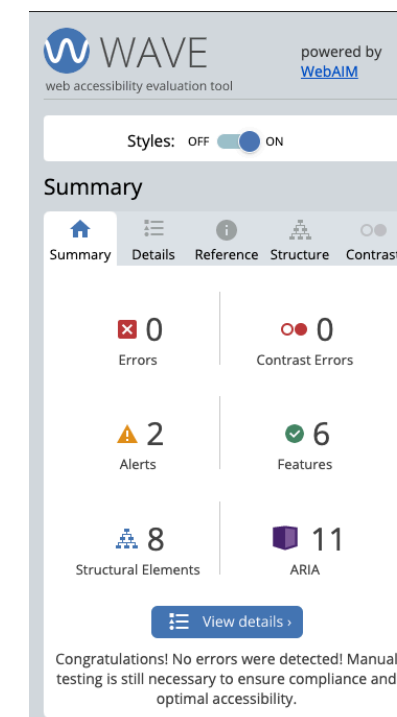 WAVE
web accessibility evaluation tool
powered by
WebAIM
Styles: OFF ON
Summary
Summary Details Reference Structure Contrast
0
Errors
0
Contrast Errors
2
Alerts
6
Features
8
Structural Elements
11
ARIA
View details ›
Congratulations! No errors were detected! Manual
testing is still necessary to ensure compliance and
optimal accessibility.